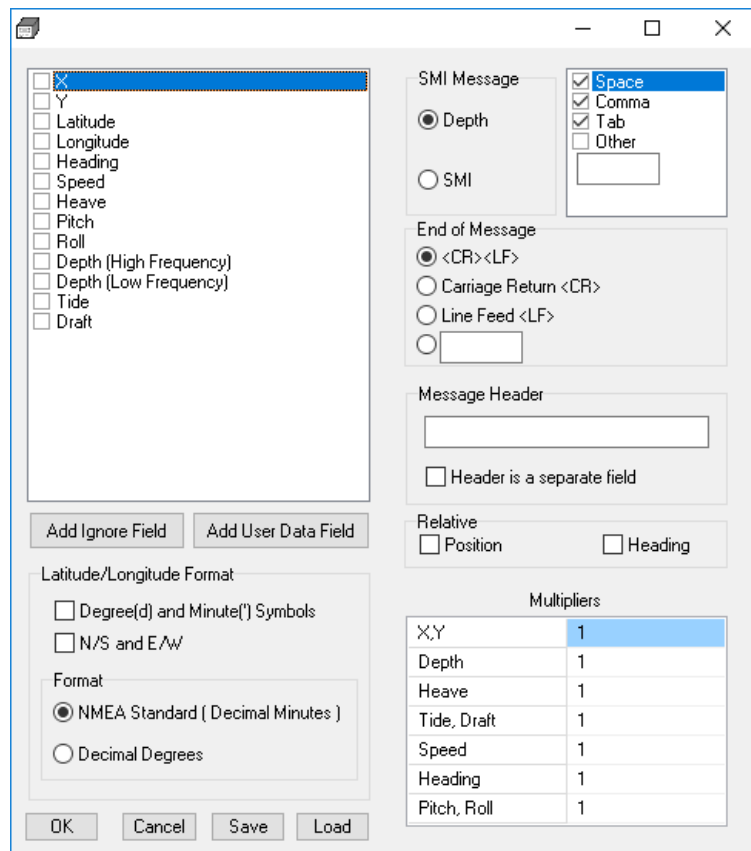 X
Y
Latitude
Longitude
Heading
Speed
Heave
Pitch
Roll
Depth (High Frequency)
Depth (Low Frequency)
Tide
Draft
Add Ignore Field
Add User Data Field
Latitude/Longitude Format
Degree(d) and Minute(') Symbols
N/S and E/W
Format
NMEA Standard ( Decimal Minutes )
Decimal Degrees
OK
Cancel
Save
Load
SMI Message
Depth
SMI
Space
Comma
Tab
Other
End of Message
<CR><LF>
Carriage Return <CR>
Line Feed <LF>
Message Header
Header is a separate field
Relative
Position
Heading
Multipliers
X,Y 1
Depth 1
Heave 1
Tide, Draft 1
Speed 1
Heading 1
Pitch, Roll 1